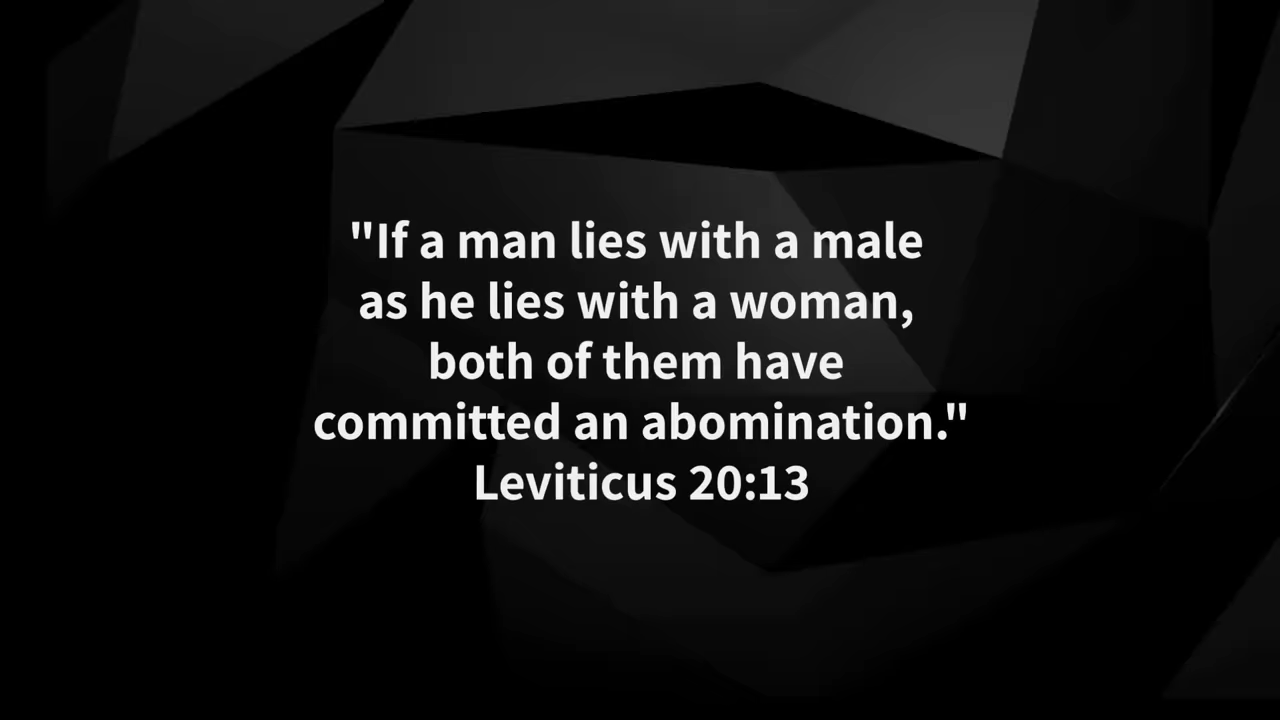 "If a man lies with a male
as he lies with a woman,
both of them have
committed an abomination."
Leviticus 20:13